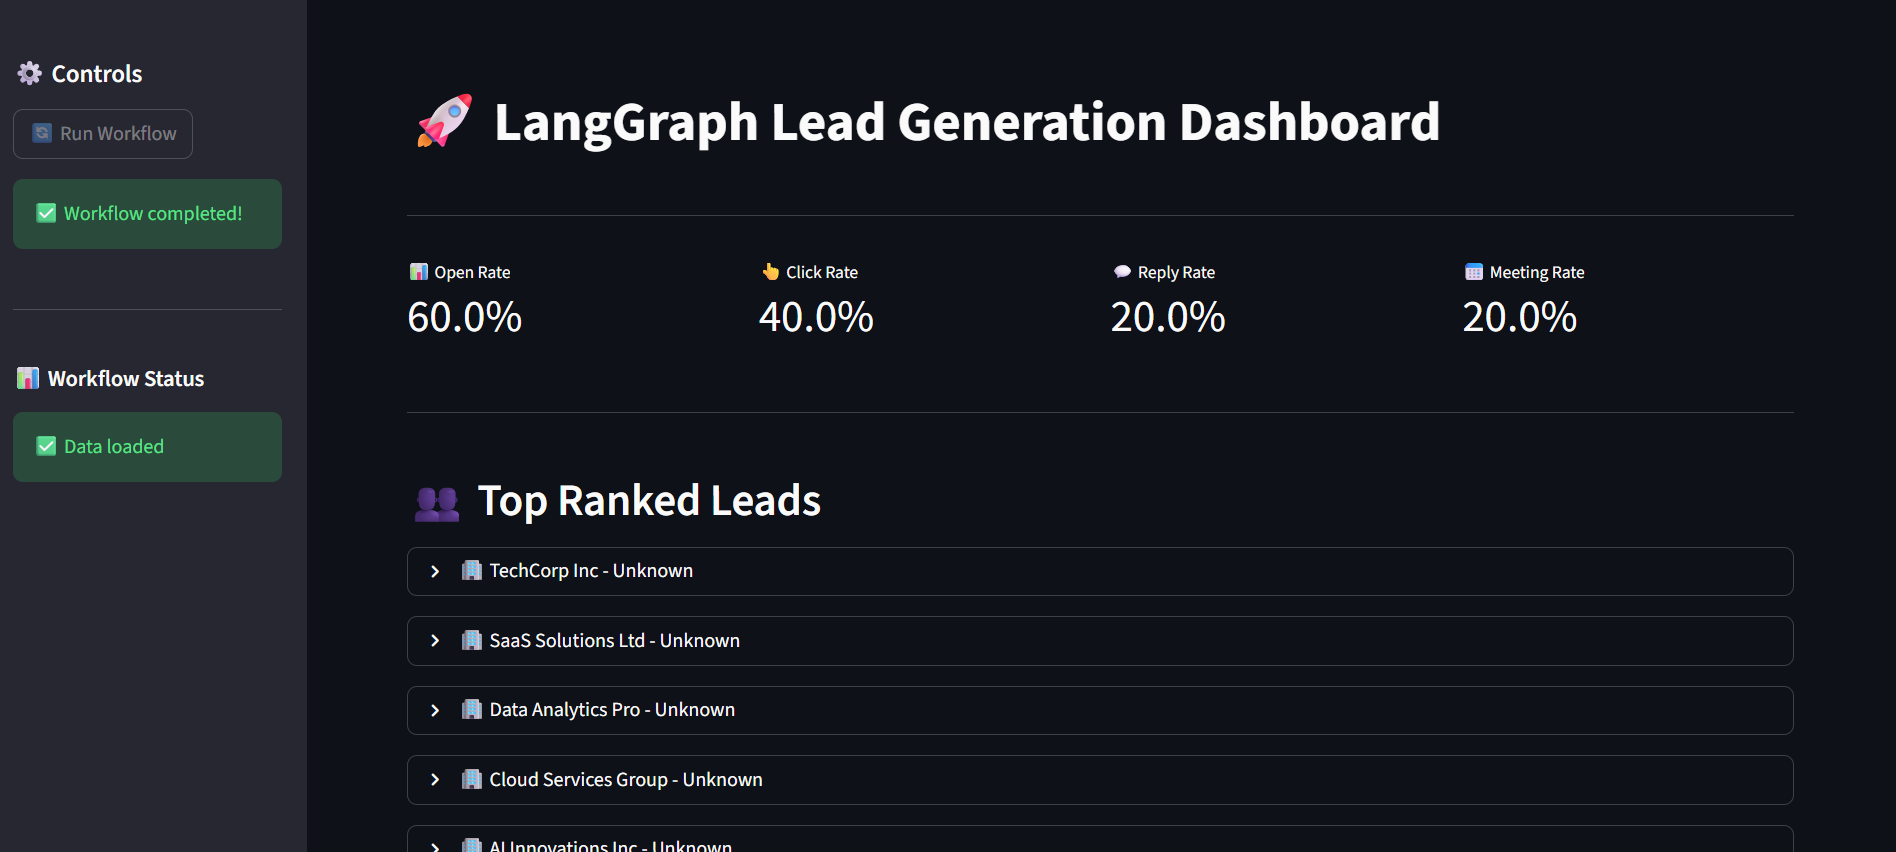 Controls
Run Workflow
Workflow completed!
Workflow Status
Data loaded
LangGraph Lead Generation Dashboard
Open Rate
60.0%
Click Rate
40.0%
Reply Rate
20.0%
Meeting Rate
20.0%
Top Ranked Leads
TechCorp Inc - Unknown
SaaS Solutions Ltd - Unknown
Data Analytics Pro - Unknown
Cloud Services Group - Unknown
AI Innovations Inc - Unknown